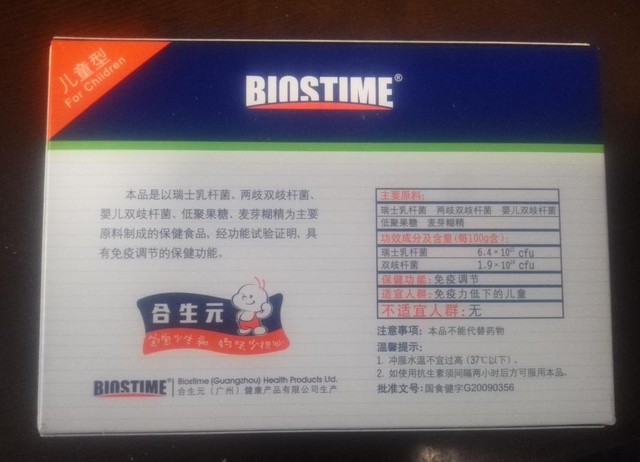 儿童型
For Children
BIOSTIME®
本品是以瑞士乳杆菌、两歧双歧杆菌、
婴儿双歧杆菌、低聚果糖、麦芽糊精为主要
原料制成的保健食品。经功能试验证明,具
有免疫调节的保健功能。
合生元
BIOSTIME®
Biostime (Guangzhou) Health Products Ltd.
合生元(广州)健康产品有限公司生产
主要原料:
瑞士乳杆菌 两歧双歧杆菌 婴儿双歧杆菌
低聚果糖 麦芽糊精
功效成分及含量(每100g含):
瑞士乳杆菌 6.4×10 cfu
双歧杆菌 1.9×10 cfu
保健功能:免疫调节
适宜人群:免疫力低下的儿童
不适宜人群:无
注意事项: 本品不能代替药物
温馨提示:
1. 冲服水温不宜过高(37℃以下)。
2. 如使用抗生素须间隔两小时后方可服用本品。
批准文号: 国食健字G20090356